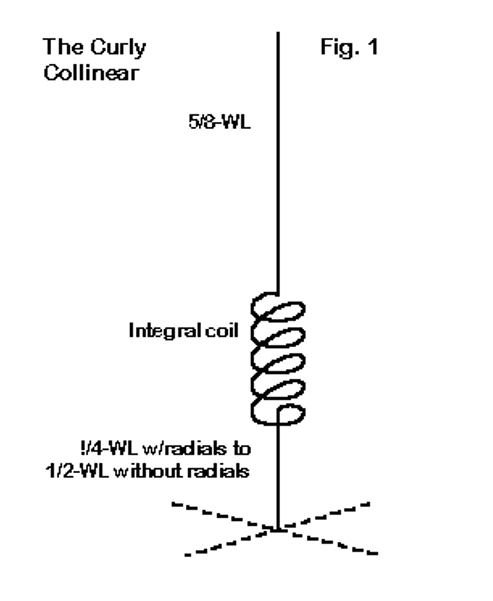 The Curly
Collinear
Fig. 1
5/8-WL
Integral coil
!/4-WL w/radials to
1/2-WL without radials